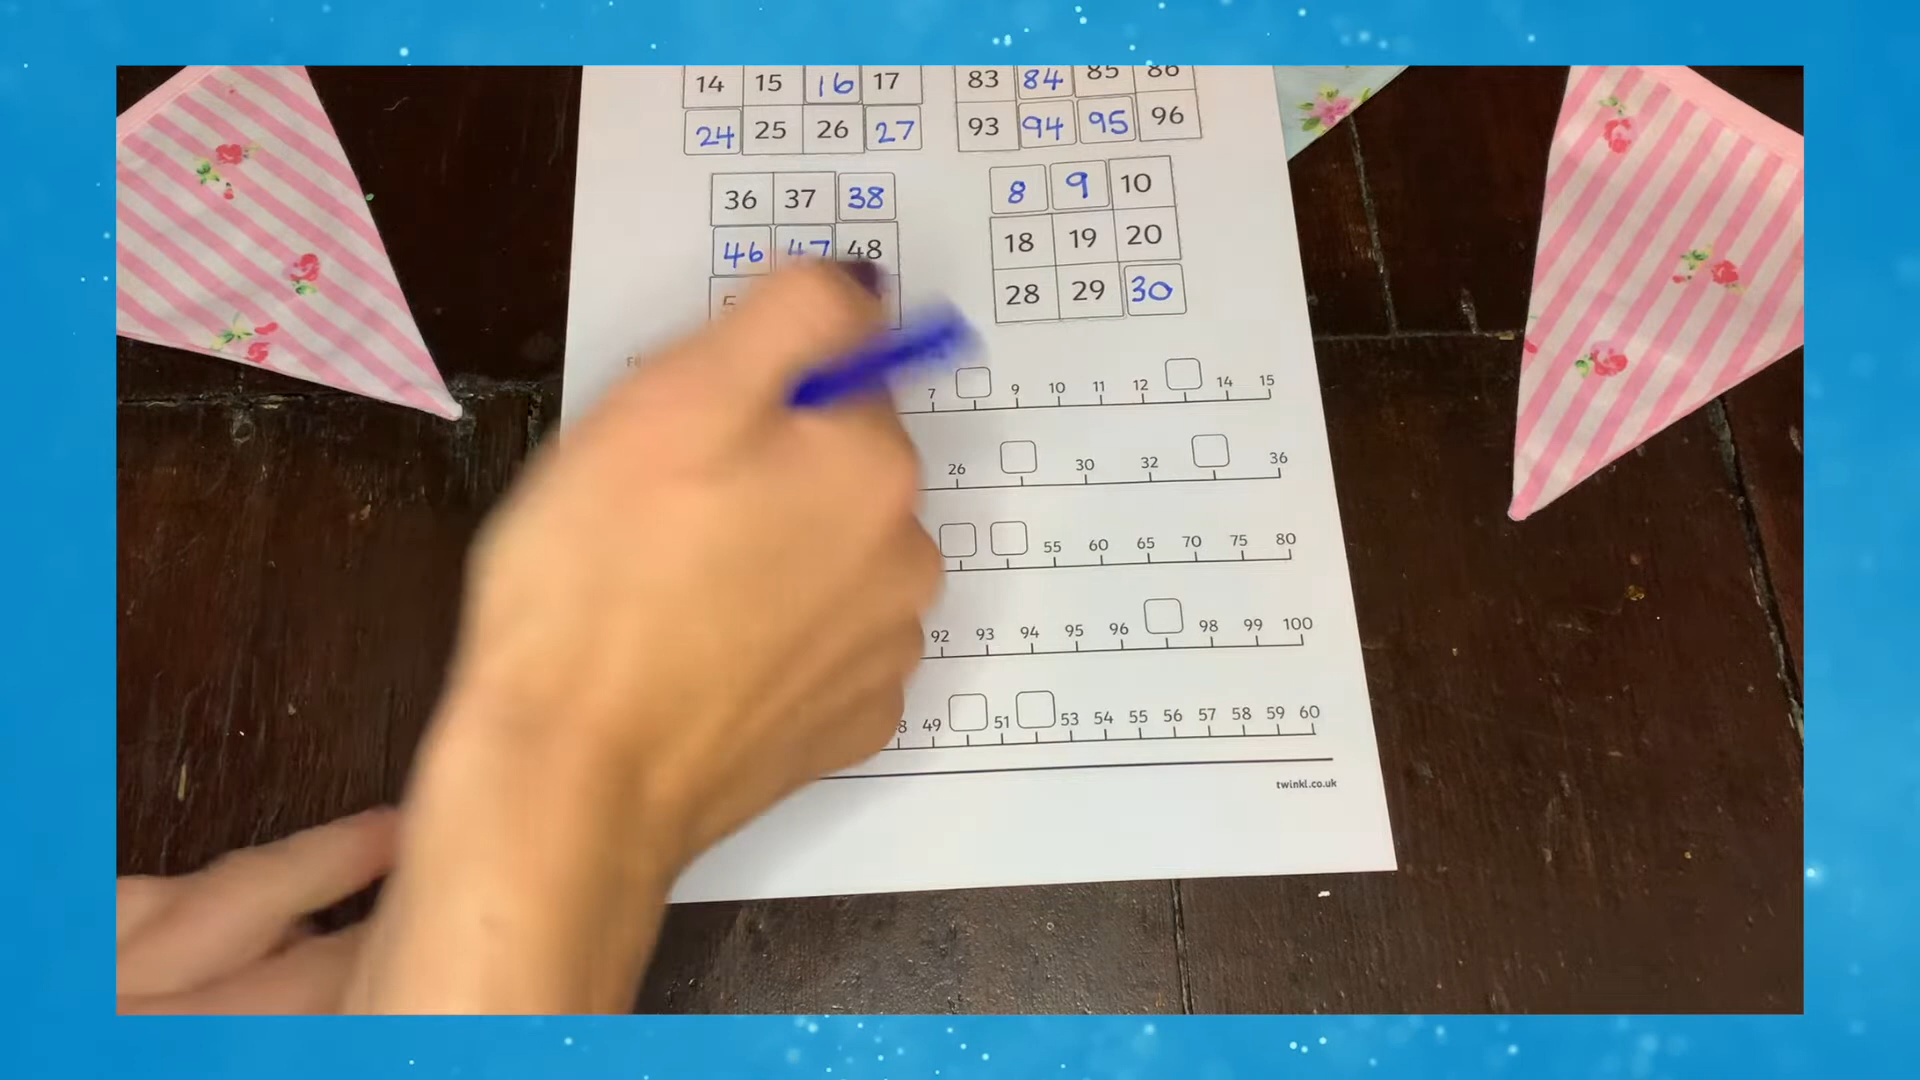 14 15 16 17
83 84 85 86
24 25 26 27
93 94 95 96
36 37 38
8 9 10
46 47 48
18 19 20
28 29 30
7 9 10 11 12 14 15
26 30 32 36
55 60 65 70 75 80
92 93 94 95 96 98 99 100
49 51 53 54 55 56 57 58 59 60
twinkl.co.uk